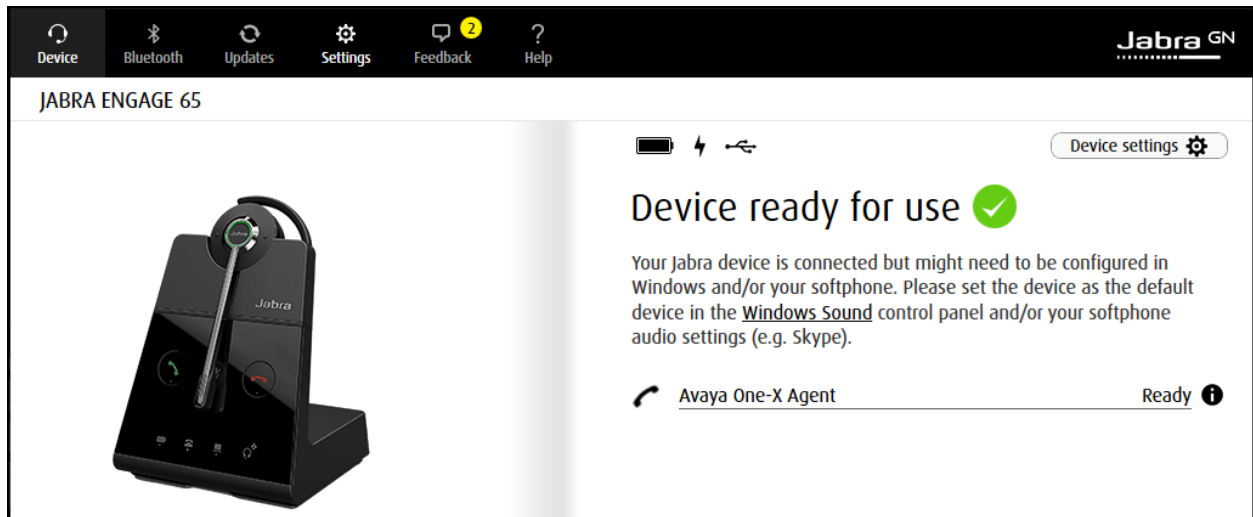 Device
Bluetooth
Updates
Settings
Feedback
2
?
Help
Jabra GN
JABRA ENGAGE 65
Device settings
Device ready for use
Your Jabra device is connected but might need to be configured in
Windows and/or your softphone. Please set the device as the default
device in the Windows Sound control panel and/or your softphone
audio settings (e.g. Skype).
Avaya One-X Agent Ready
Jabra
Jabra